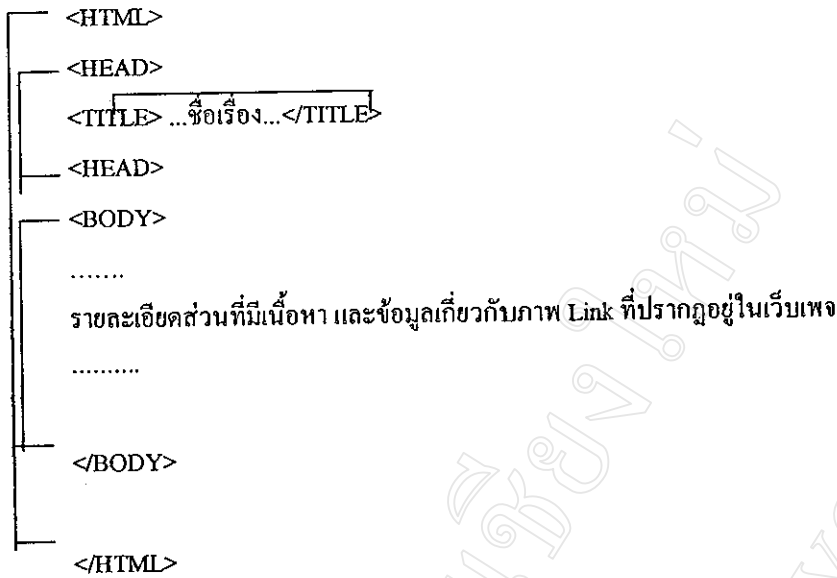 <HTML>
<HEAD>
<TITLE> ...ชื่อเรื่อง...</TITLE>
<HEAD>
<BODY>
.......
รายละเอียดส่วนที่มีเนื้อหา และข้อมูลเกี่ยวกับภาพ Link ที่ปรากฏอยู่ในเว็บเพจ
..........
</BODY>
</HTML>